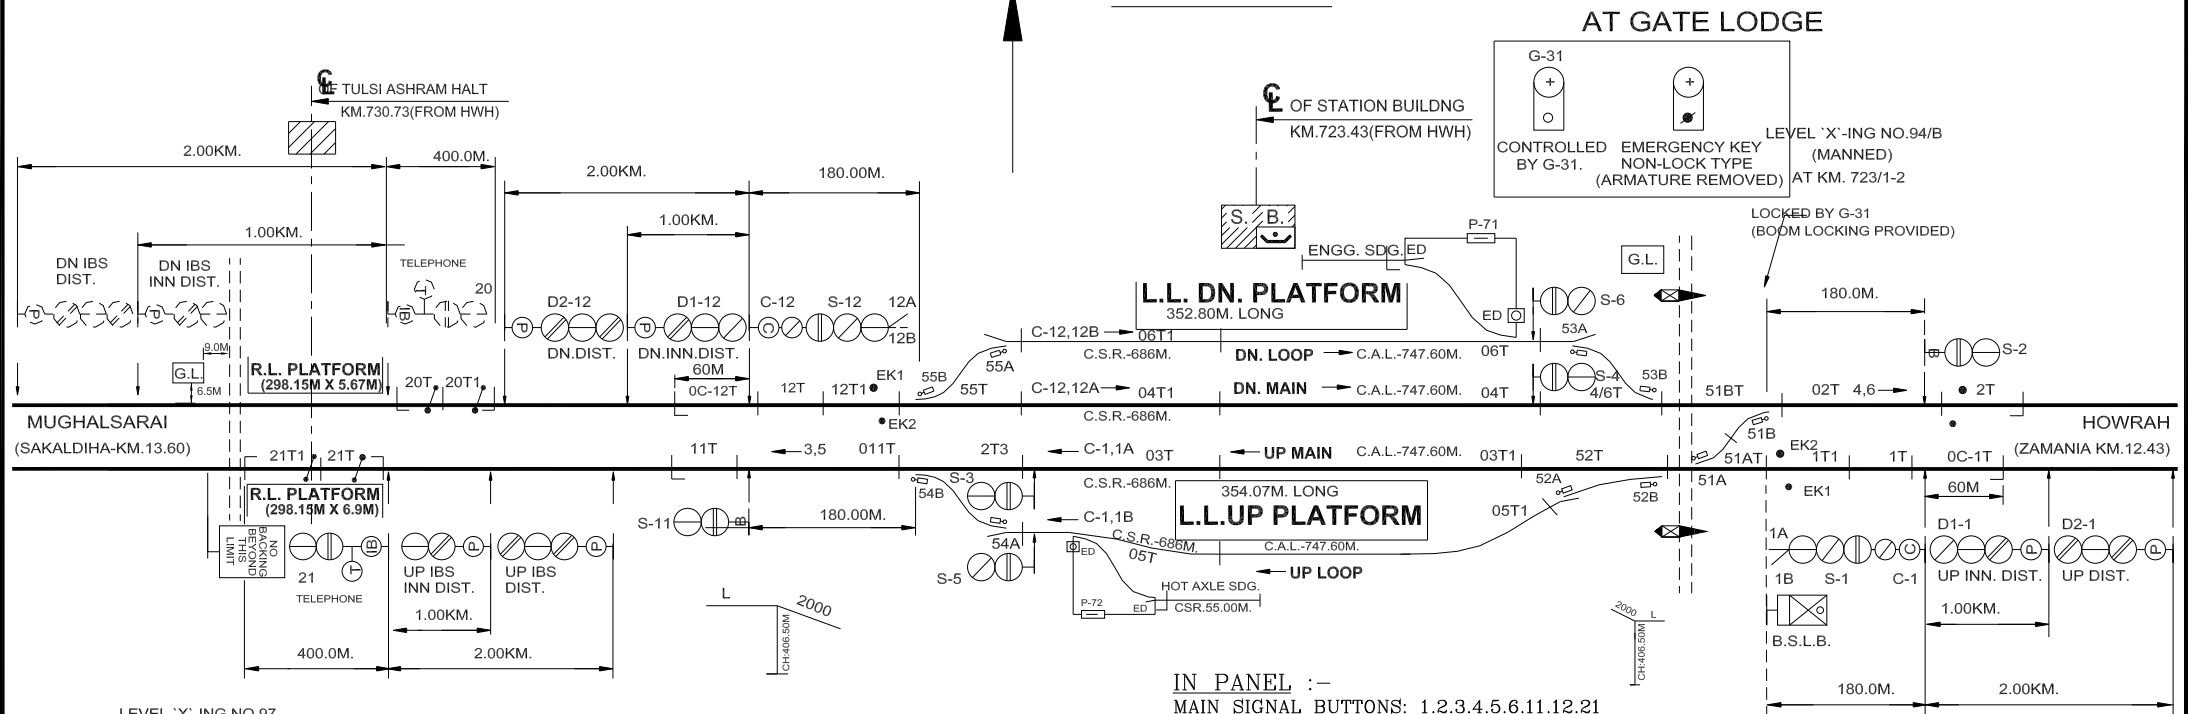 AT GATE LODGE
G-31
CONTROLLED
BY G-31.
EMERGENCY KEY
NON-LOCK TYPE
(ARMATURE REMOVED)
LEVEL `X`-ING NO.94/B
(MANNED)
AT KM. 723/1-2
LOCKED BY G-31
(BOOM LOCKING PROVIDED)
OF TULSI ASHRAM HALT
KM.730.73(FROM HWH)
OF STATION BUILDNG
KM.723.43(FROM HWH)
2.00KM.
400.0M.
2.00KM.
180.00M.
1.00KM.
1.00KM.
S. B.
P-71
ENGG. SDG.
ED
G.L.
DN IBS
DIST.
DN IBS
INN DIST.
TELEPHONE
20
P
P
IB
T
D2-12
D1-12
C-12
S-12
12A
12B
P
P
C
DN.DIST.
DN.INN.DIST.
L.L. DN. PLATFORM
352.80M. LONG
ED
S-6
180.0M.
B
S-2
9.0M
G.L.
6.5M
R.L. PLATFORM
(298.15M X 5.67M)
20T
20T1
60M
0C-12T
12T
12T1
EK1
EK2
55B
55T
55A
C-12,12B
06T1
C.S.R.-686M.
DN. LOOP
C.A.L.-747.60M.
06T
53A
C-12,12A
04T1
DN. MAIN
C.A.L.-747.60M.
04T
S-4
4/6T
53B
51BT
02T
4,6
2T
MUGHALSARAI
(SAKALDIHA-KM.13.60)
C.S.R.-686M.
HOWRAH
(ZAMANIA KM.12.43)
21T1
21T
11T
3,5
011T
2T3
C-1,1A
03T
UP MAIN
C.A.L.-747.60M.
03T1
52T
51B
51AT
51A
EK2
EK1
1T1
1T
0C-1T
60M
R.L. PLATFORM
(298.15M X 6.9M)
S-3
C.S.R.-686M.
354.07M. LONG
L.L.UP PLATFORM
52A
52B
05T1
54B
54A
S-11
B
180.00M.
C-1,1B
C.S.R.-686M.
05T
C.A.L.-747.60M.
UP LOOP
S-5
ED
HOT AXLE SDG.
CSR.55.00M.
P-72
ED
NO
BACKING
BEYOND
THIS
LIMIT
21
IB
T
TELEPHONE
P
UP IBS
INN DIST.
P
UP IBS
DIST.
1.00KM.
400.0M.
2.00KM.
L
2000
CH:406.50M
2000
L
CH:406.50M
1A
1B
S-1
C-1
C
D1-1
P
UP INN. DIST.
D2-1
P
UP DIST.
B.S.L.B.
1.00KM.
180.0M.
2.00KM.
IN PANEL :-
MAIN SIGNAL BUTTONS: 1.2.3.4.5.6.11.12.21
LEVEL `X`-ING NO.97